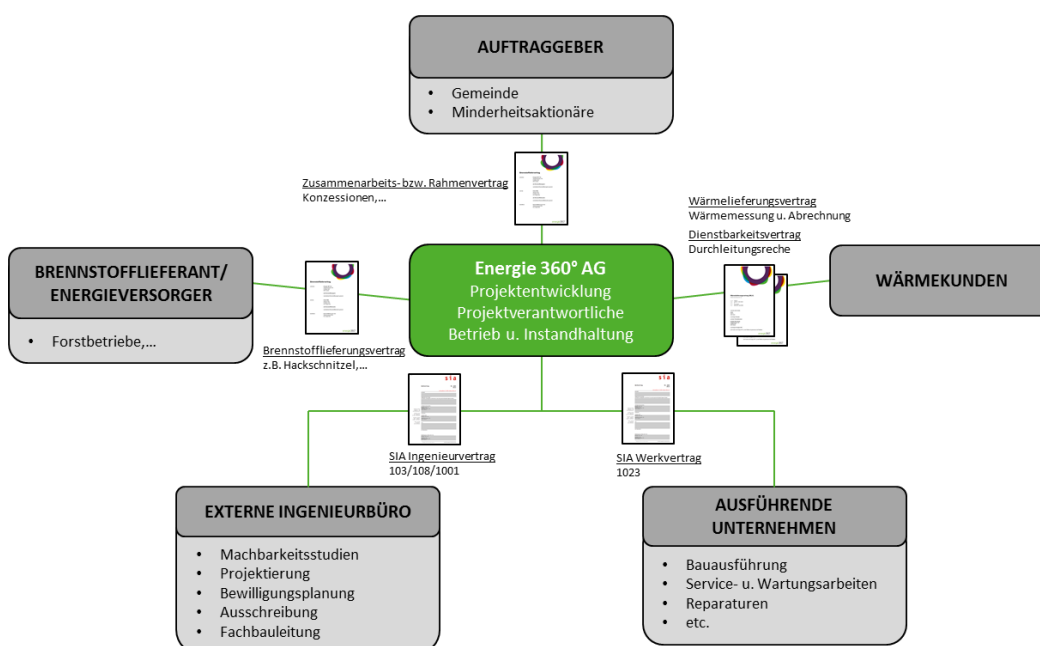 AUFTRAGGEBER
• Gemeinde
• Minderheitsaktionäre
Zusammenarbeits- bzw. Rahmenvertrag
Konzessionen,...
Wärmelieferungsvertrag
Wärmemessung u. Abrechnung
Dienstbarkeitsvertrag
Durchleitungsreche
BRENNSTOFFLIEFERANT/
ENERGIEVERSORGER
• Forstbetriebe,...
Energie 360° AG
Projektentwicklung
Projektverantwortliche
Betrieb u. Instandhaltung
WÄRMEKUNDEN
Brennstofflieferungsvertrag
z.B. Hackschnitzel,...
sia
sia
SIA Ingenieurvertrag
103/108/1001
SIA Werkvertrag
1023
EXTERNE INGENIEURBÜRO
• Machbarkeitsstudien
• Projektierung
• Bewilligungsplanung
• Ausschreibung
• Fachbauleitung
AUSFÜHRENDE
UNTERNEHMEN
• Bauausführung
• Service- u. Wartungsarbeiten
• Reparaturen
• etc.